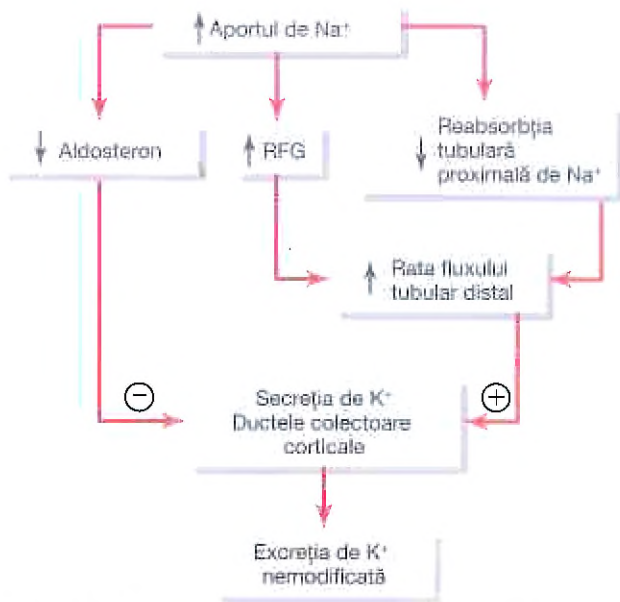 ↑ Aportul de Na⁺
↓ Aldosteron
↑ RFG
Reabsorbția
↓ tubulară
proximală de Na⁺
↑ Rata fluxului
tubular distal
−
+
Secreția de K⁺
Ductele colectoare
corticale
Excreția de K⁺
nemodificată